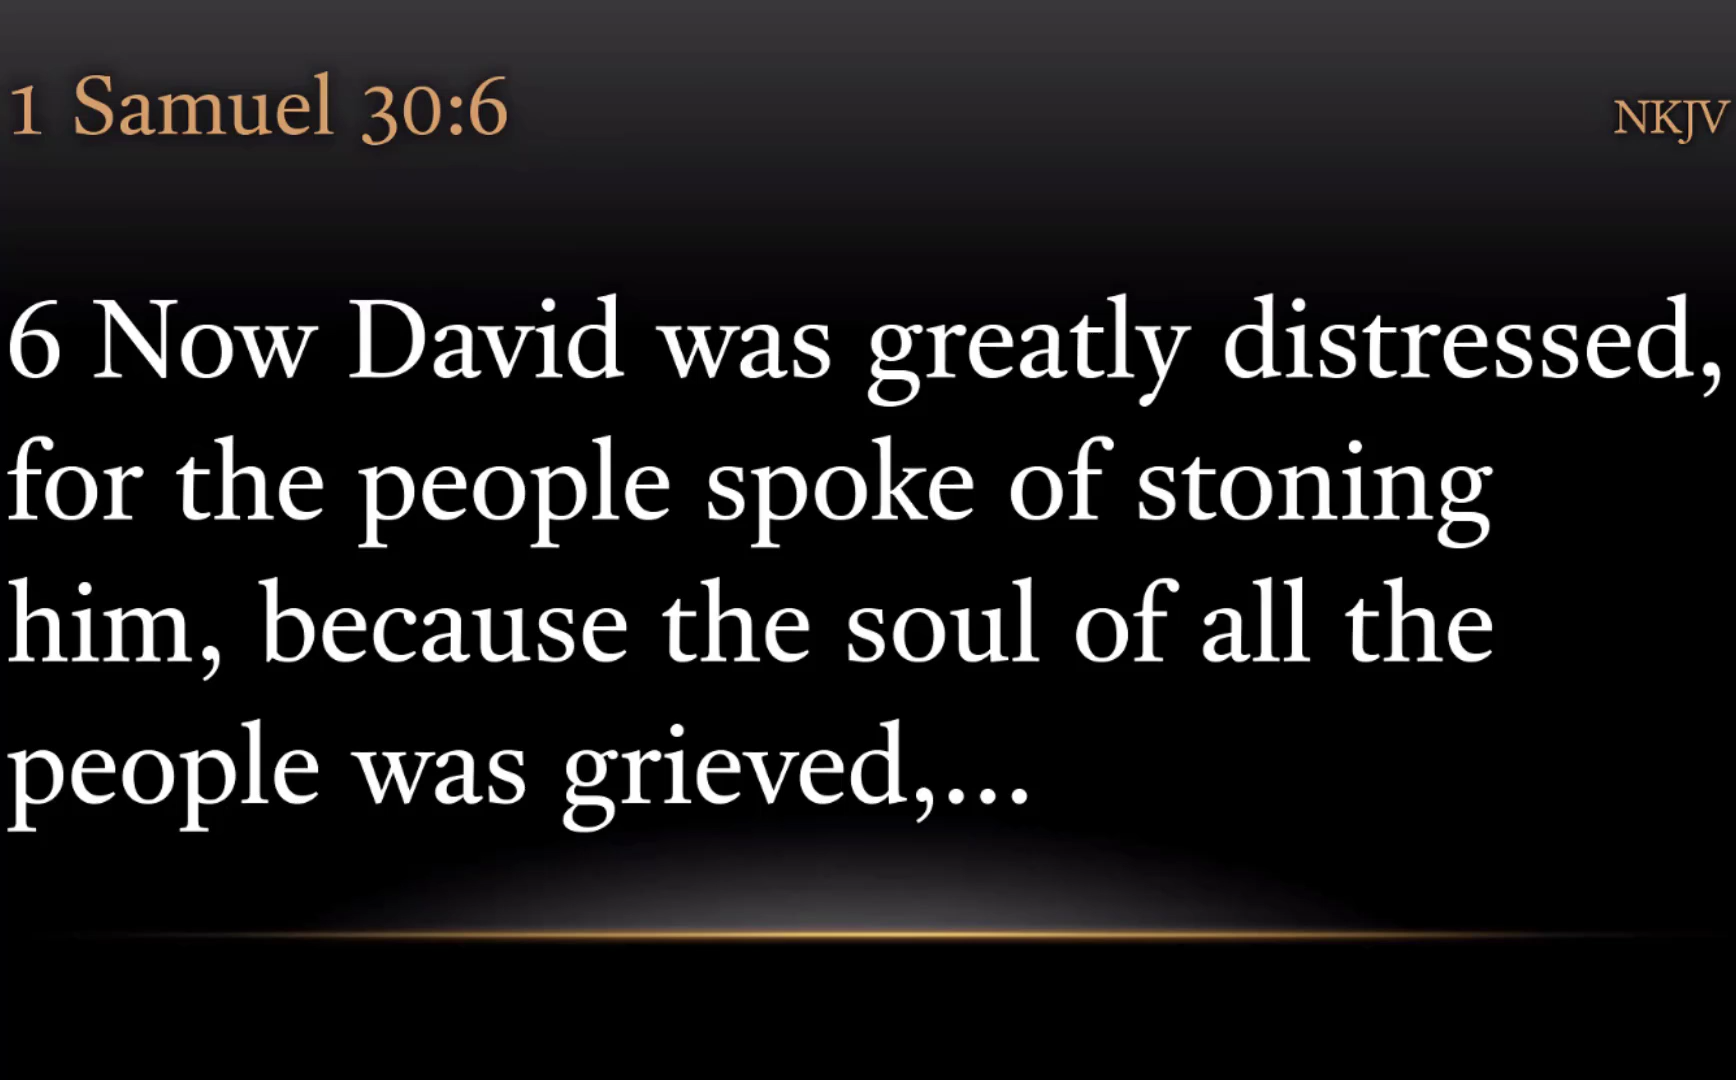 1 Samuel 30:6
NKJV
6 Now David was greatly distressed,
for the people spoke of stoning
him, because the soul of all the
people was grieved,...